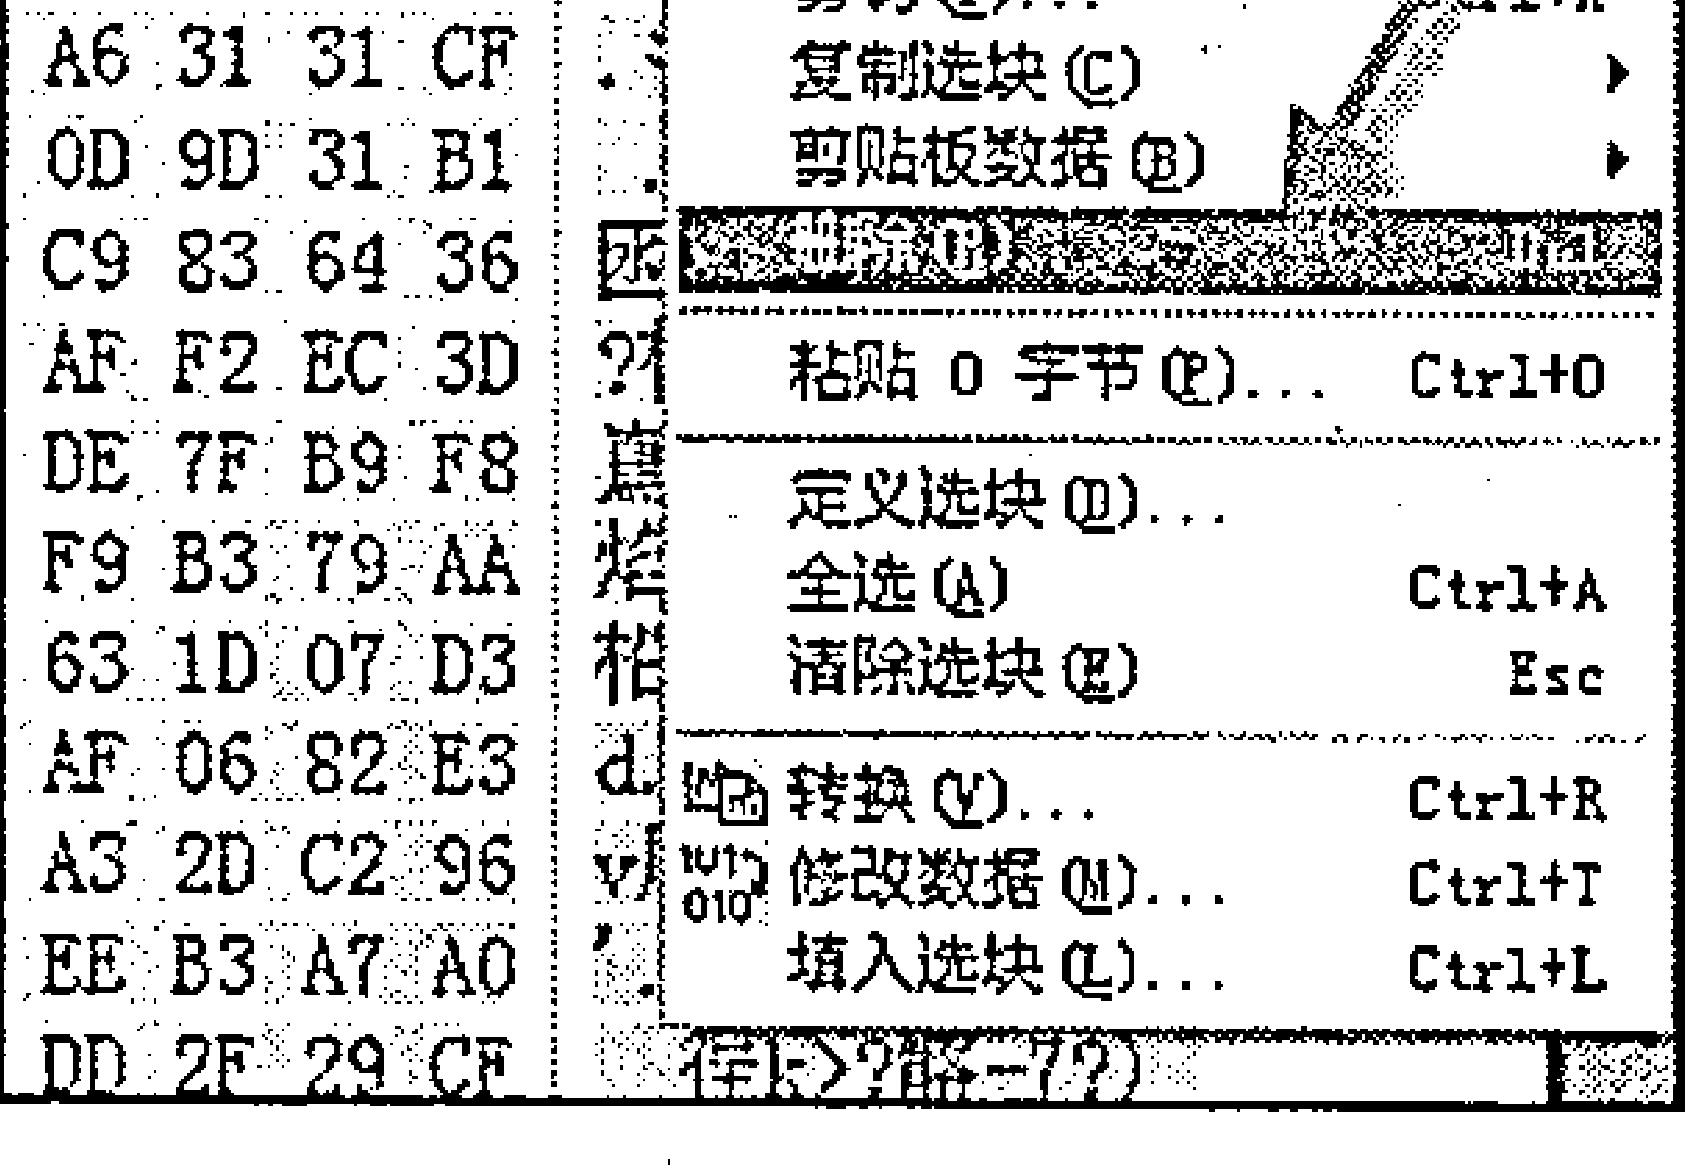 A6 31 31 CF
复制选块(C)
0D 9D 31 B1
剪贴板数据(B)
C9 83 64 36
删除
AF F2 EC 3D
粘贴 0 字节(P)... Ctrl+O
DE 7F B9 F8
定义选块(D)...
F9 B3 79 AA
全选(A) Ctrl+A
63 1D 07 D3
清除选块(E) Esc
AF 06 82 E3
转换(V)... Ctrl+R
A3 2D C2 96
修改数据(M)... Ctrl+T
EE B3 A7 A0
填入选块(L)... Ctrl+L
DD 2F 29 CF